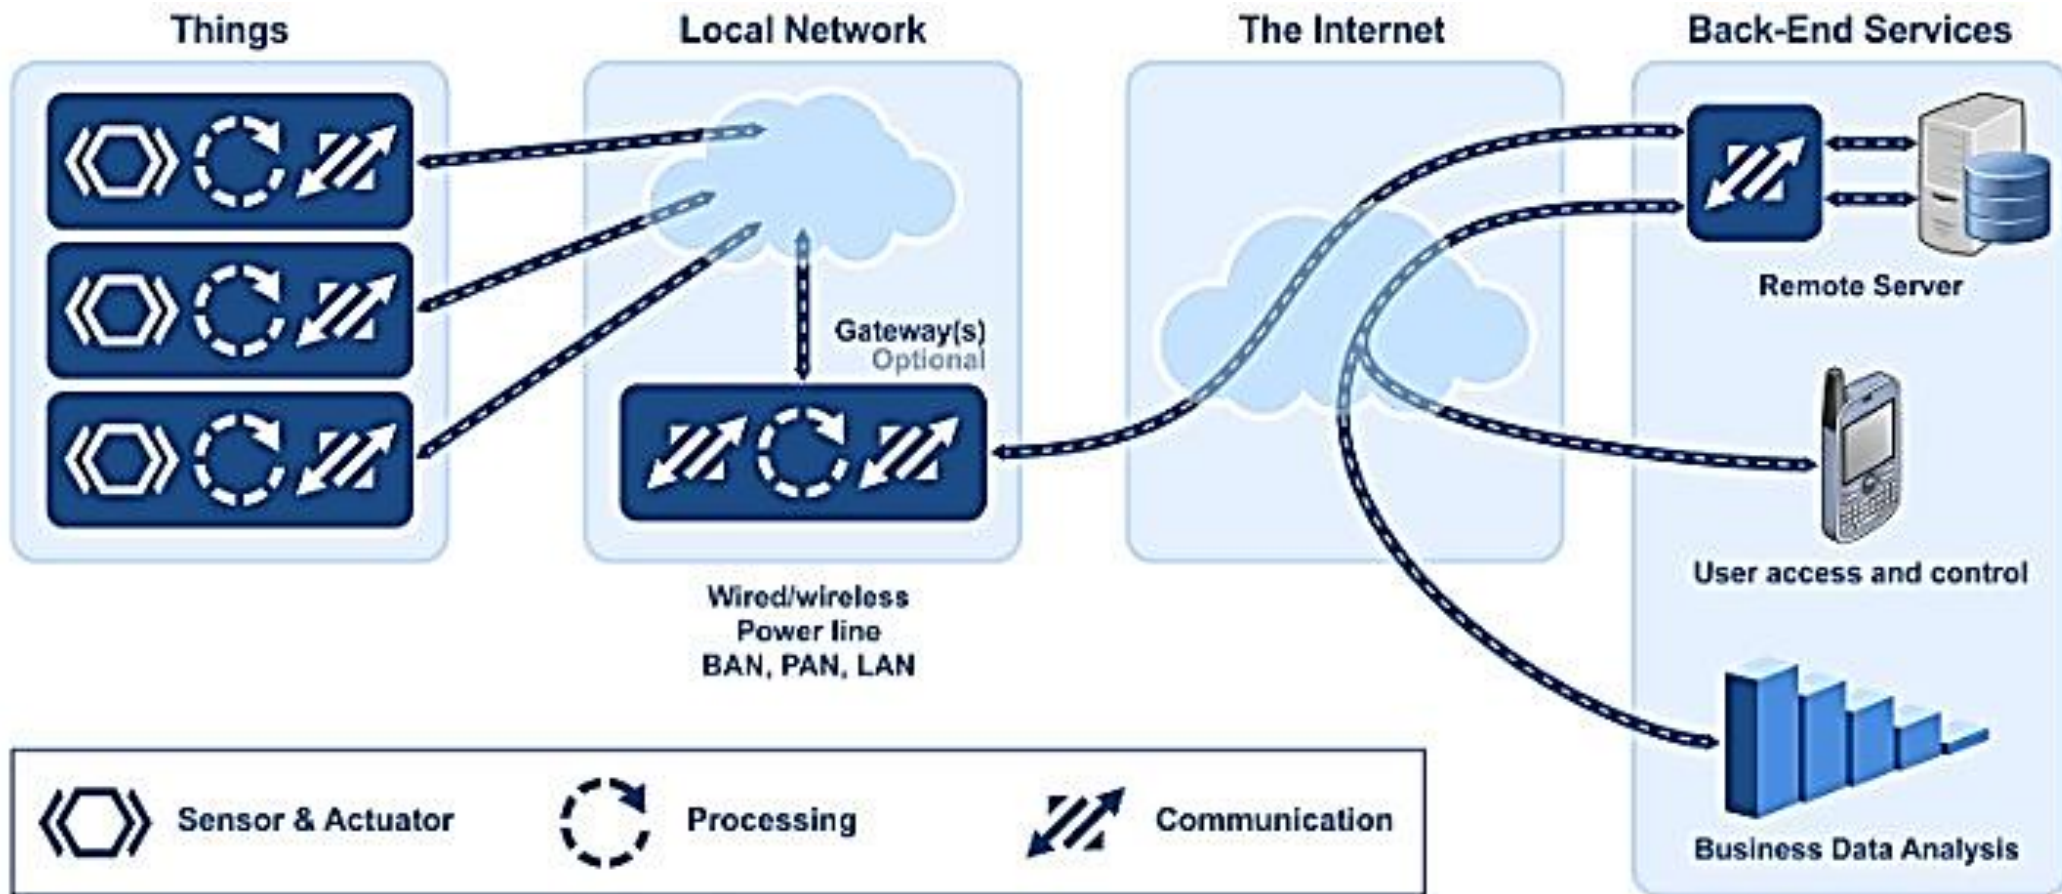 Things
Local Network
The Internet
Back-End Services
Gateway(s)
Optional
Wired/wireless
Power line
BAN, PAN, LAN
Remote Server
User access and control
Business Data Analysis
Sensor & Actuator
Processing
Communication